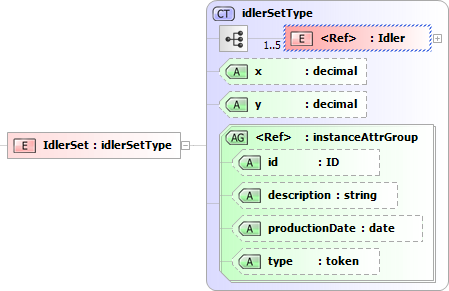 CT idlerSetType
1..5 E <Ref> : Idler
A x : decimal
A y : decimal
AG <Ref> : instanceAttrGroup
E IdlerSet : idlerSetType
A id : ID
A description : string
A productionDate : date
A type : token